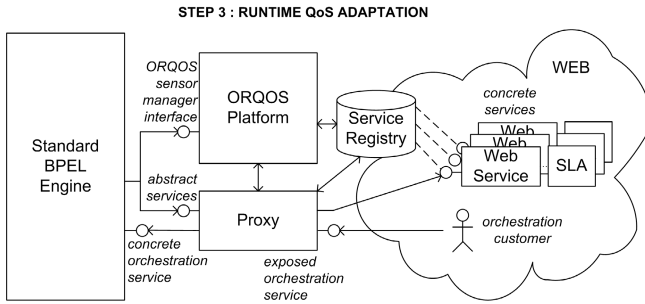 STEP 3 : RUNTIME QoS ADAPTATION
Standard
BPEL
Engine
ORQOS
sensor
manager
interface
ORQOS
Platform
Service
Registry
WEB
concrete
services
Web
Web
Web
Service
...
SLA
abstract
services
Proxy
concrete
orchestration
service
exposed
orchestration
service
orchestration
customer